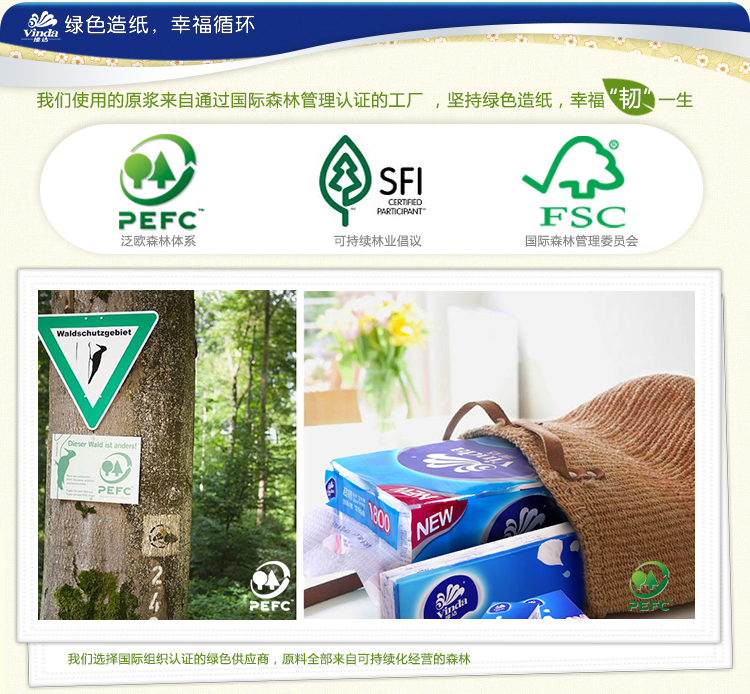 Vinda
维达
绿色造纸，幸福循环
我们使用的原浆来自通过国际森林管理认证的工厂 ，坚持绿色造纸，幸福“韧”一生
PEFC™
泛欧森林体系
SFI
CERTIFIED
PARTICIPANT™
可持续林业倡议
®
FSC
国际森林管理委员会
Waldschutzgebiet
Dieser Wald ist anders!
PEFC
24
PEFC
Vinda
NEW
1800
NEW
Vinda
维达
PEFC
我们选择国际组织认证的绿色供应商，原料全部来自可持续化经营的森林